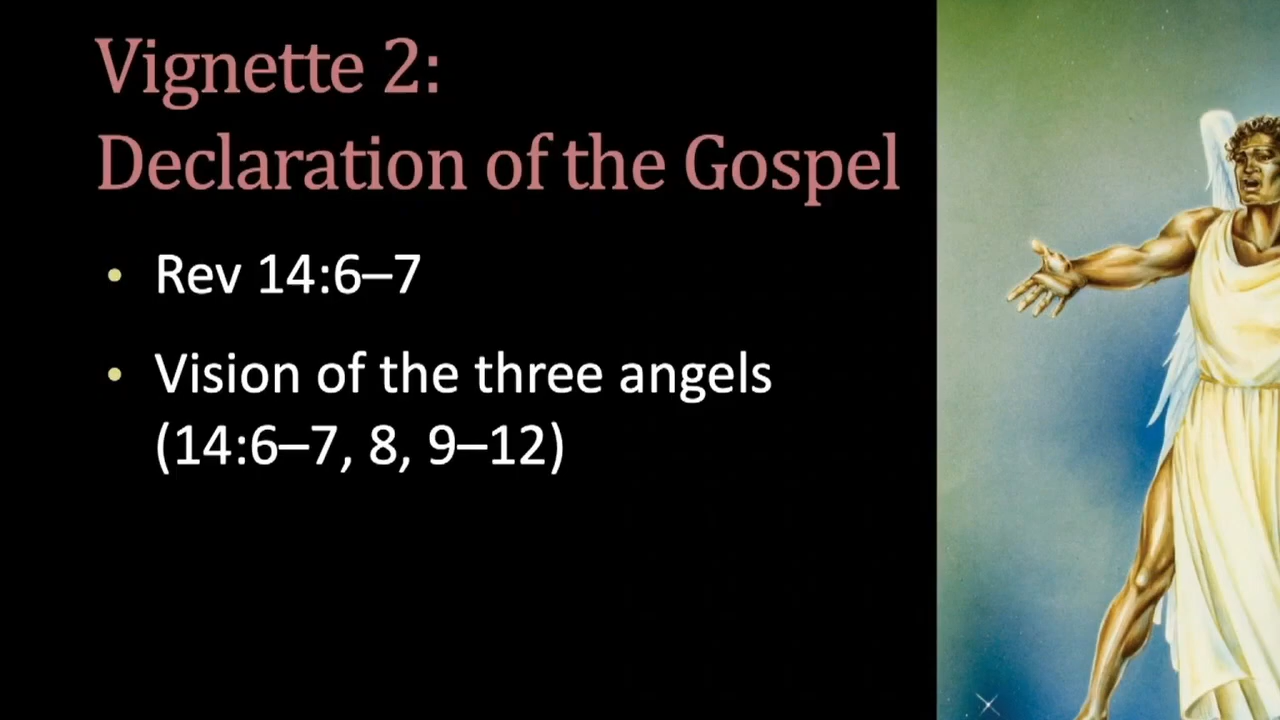 Vignette 2:
Declaration of the Gospel
• Rev 14:6–7
• Vision of the three angels
(14:6–7, 8, 9–12)